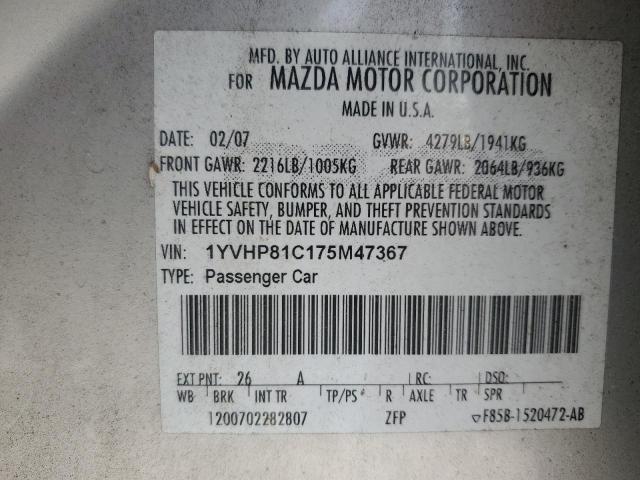 MFD. BY AUTO ALLIANCE INTERNATIONAL, INC.
FOR MAZDA MOTOR CORPORATION
MADE IN U.S.A.
DATE: 02/07 GVWR: 4279LB/1941KG
FRONT GAWR: 2216LB/1005KG REAR GAWR: 2064LB/936KG
THIS VEHICLE CONFORMS TO ALL APPLICABLE FEDERAL MOTOR
VEHICLE SAFETY, BUMPER, AND THEFT PREVENTION STANDARDS
IN EFFECT ON THE DATE OF MANUFACTURE SHOWN ABOVE.
VIN: 1YVHP81C175M47367
TYPE: Passenger Car
EXT PNT: 26 A RC: DSO:
WB BRK INT TR TP/PS R AXLE TR SPR
1200702282807 ZFP F85B-1520472-AB